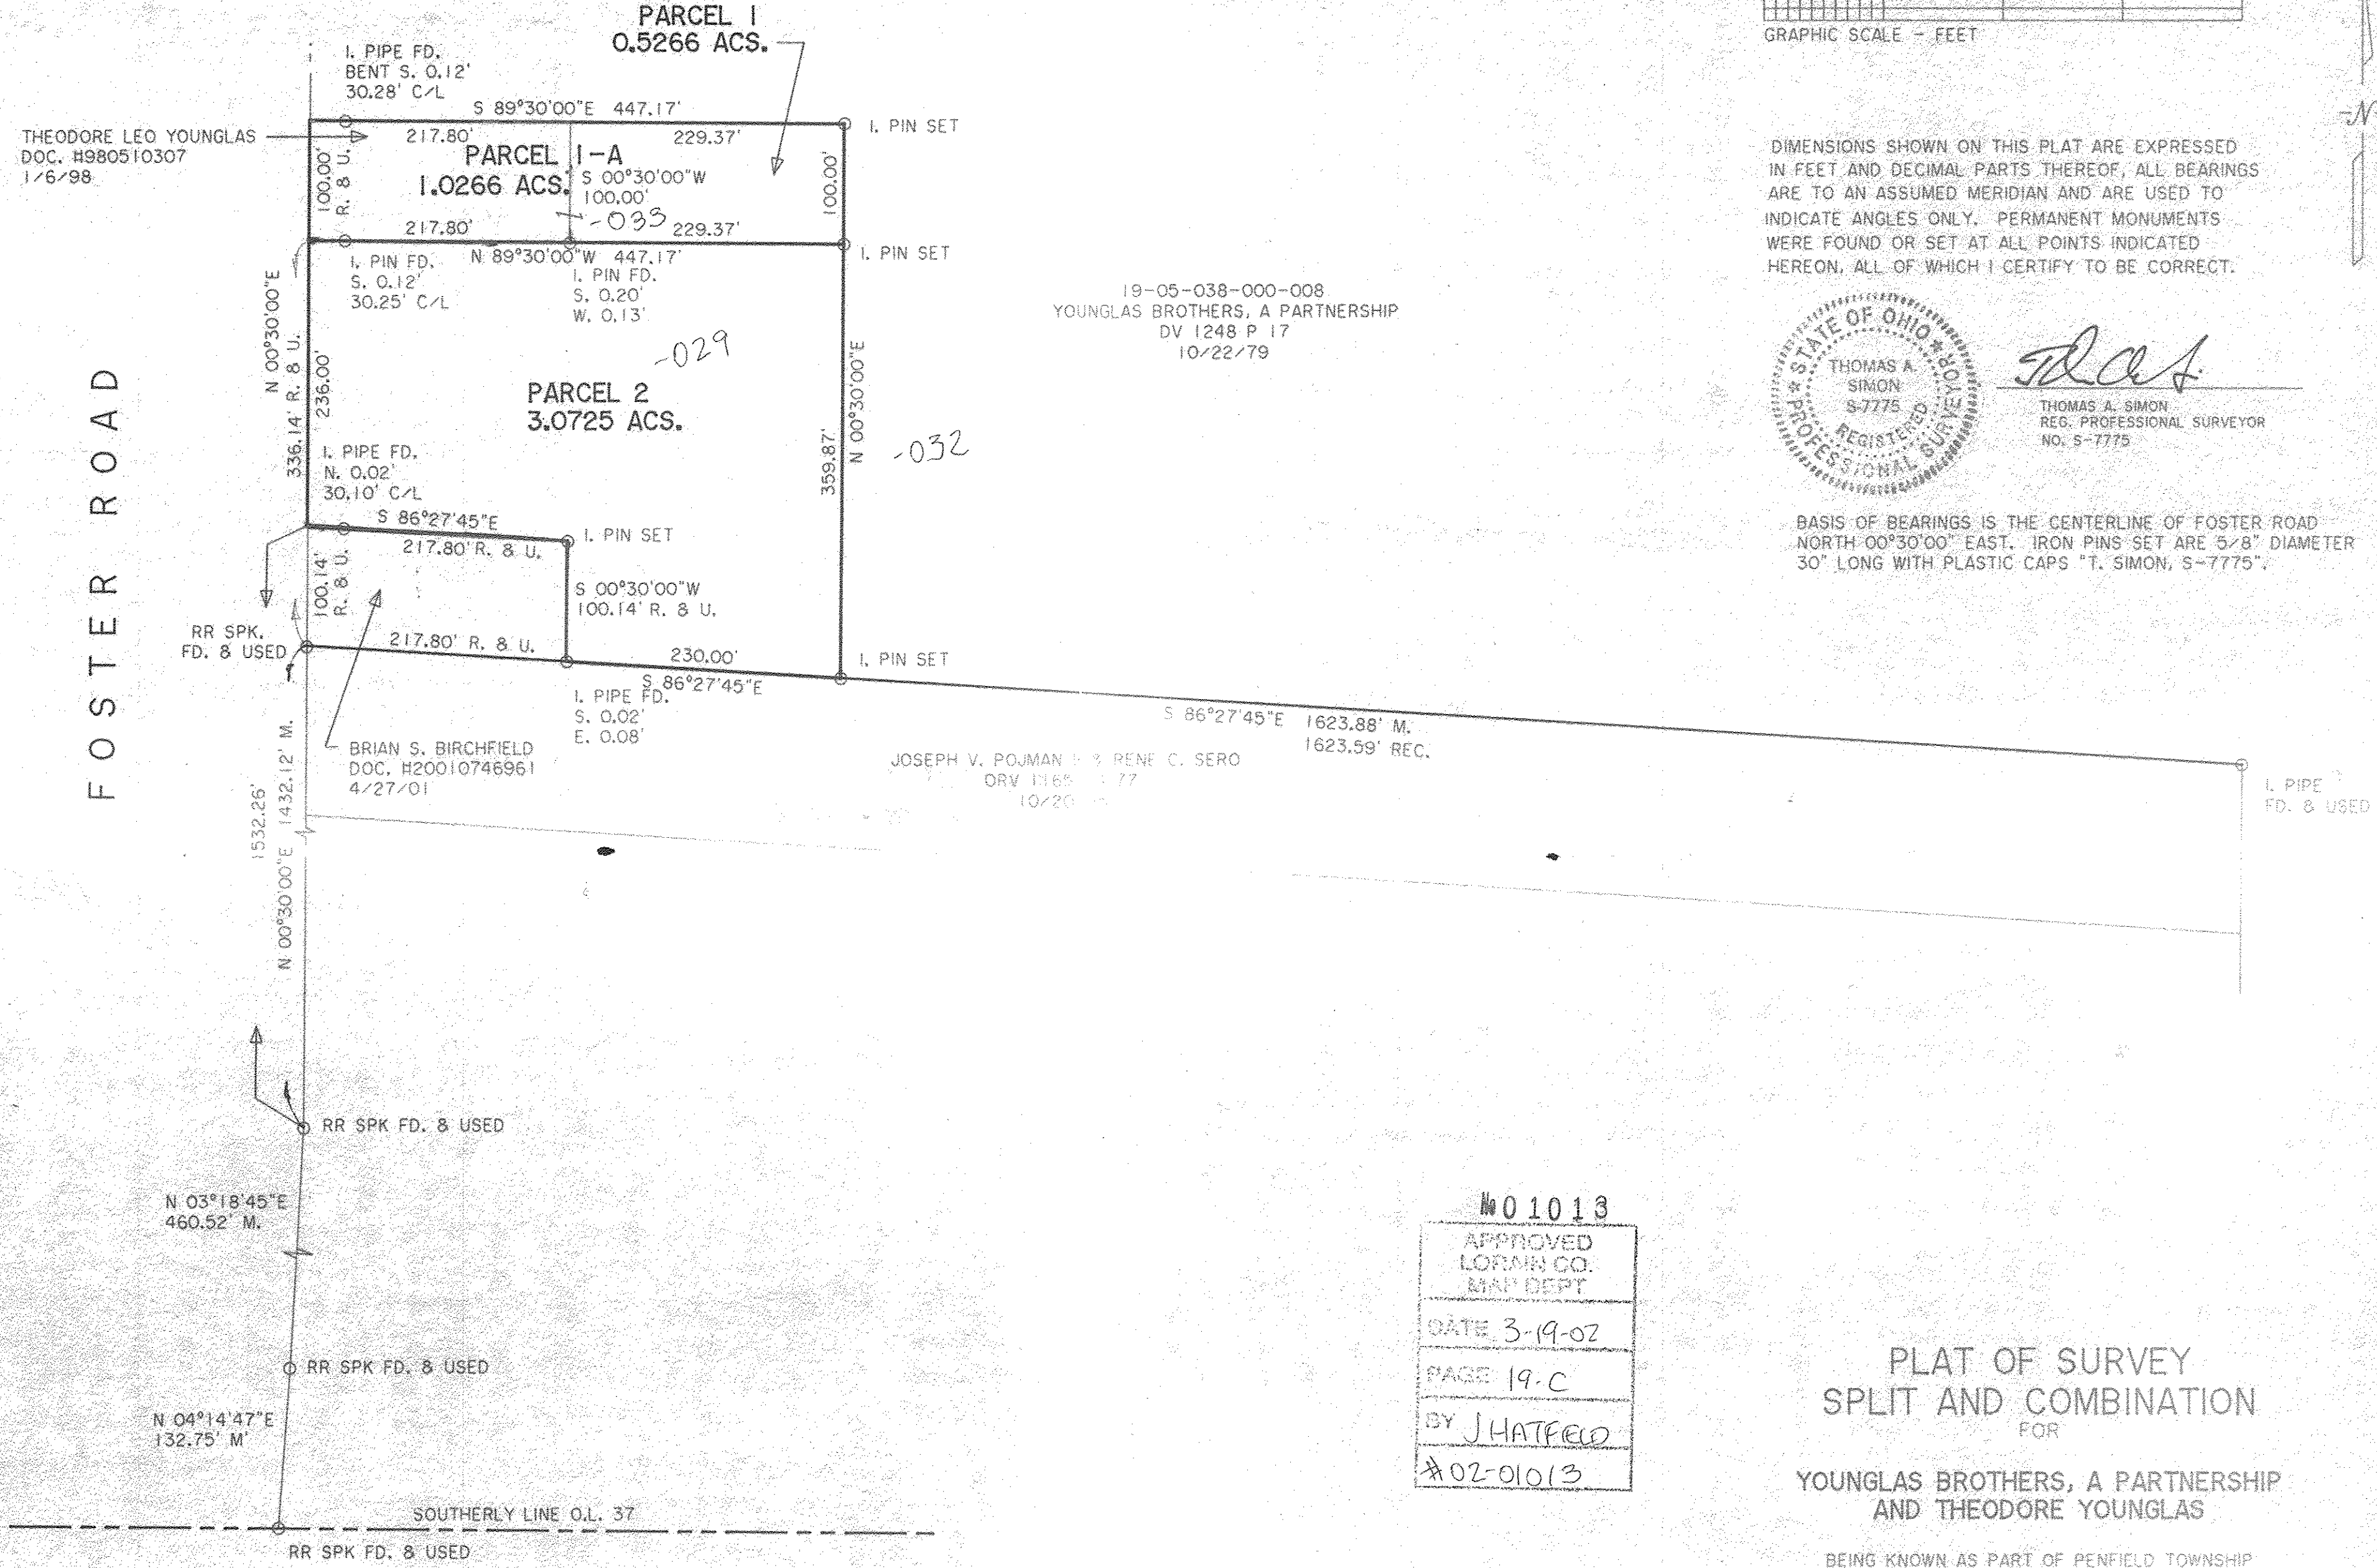 PARCEL 1
0.5266 ACS.
GRAPHIC SCALE - FEET
I. PIPE FD.
BENT S. 0.12'
30.28' C/L
S 89°30'00"E 447.17'
THEODORE LEO YOUNGLAS
DOC. #980510307
1/6/98
217.80'
229.37'
I. PIN SET
PARCEL 1-A
1.0266 ACS.
100.00'
R. & U.
S 00°30'00"W
100.00'
100.00'
-033
217.80'
229.37'
N 89°30'00"W 447.17'
I. PIN SET
I. PIN FD.
S. 0.12'
30.25' C/L
I. PIN FD.
S. 0.20'
W. 0.13'
-029
PARCEL 2
3.0725 ACS.
N 00°30'00"E
336.14' R. & U.
236.00'
359.87'
N 00°30'00"E
-032
19-05-038-000-008
YOUNGLAS BROTHERS, A PARTNERSHIP
DV 1248 P 17
10/22/79
I. PIPE FD.
N. 0.02'
30.10' C/L
S 86°27'45"E
217.80' R. & U.
I. PIN SET
100.14'
R. & U.
S 00°30'00"W
100.14' R. & U.
RR SPK.
FD. & USED
217.80' R. & U.
230.00'
S 86°27'45"E
I. PIN SET
I. PIPE FD.
S. 0.02'
E. 0.08'
BRIAN S. BIRCHFIELD
DOC. #20010746961
4/27/01
FOSTER ROAD
S 86°27'45"E 1623.88' M.
1623.59' REC.
JOSEPH V. POJMAN & RENE C. SERO
ORV 77
10/20
I. PIPE
FD. & USED
1532.26'
N 00°30'00"E 1432.12' M.
RR SPK FD. & USED
N 03°18'45"E
460.52' M.
RR SPK FD. & USED
N 04°14'47"E
132.75' M'
SOUTHERLY LINE O.L. 37
RR SPK FD. & USED
-N
DIMENSIONS SHOWN ON THIS PLAT ARE EXPRESSED
IN FEET AND DECIMAL PARTS THEREOF, ALL BEARINGS
ARE TO AN ASSUMED MERIDIAN AND ARE USED TO
INDICATE ANGLES ONLY. PERMANENT MONUMENTS
WERE FOUND OR SET AT ALL POINTS INDICATED
HEREON, ALL OF WHICH I CERTIFY TO BE CORRECT.
STATE OF OHIO
THOMAS A.
SIMON
S-7775
REGISTERED
PROFESSIONAL SURVEYOR
THOMAS A. SIMON
REG. PROFESSIONAL SURVEYOR
NO. S-7775
BASIS OF BEARINGS IS THE CENTERLINE OF FOSTER ROAD
NORTH 00°30'00" EAST. IRON PINS SET ARE 5/8" DIAMETER
30" LONG WITH PLASTIC CAPS "T. SIMON, S-7775".
№ 01013
APPROVED
LORAIN CO.
MAP DEPT
DATE 3-19-02
PAGE 19-C
BY J HATFIELD
#02-01013
PLAT OF SURVEY
SPLIT AND COMBINATION
FOR
YOUNGLAS BROTHERS, A PARTNERSHIP
AND THEODORE YOUNGLAS
BEING KNOWN AS PART OF PENFIELD TOWNSHIP